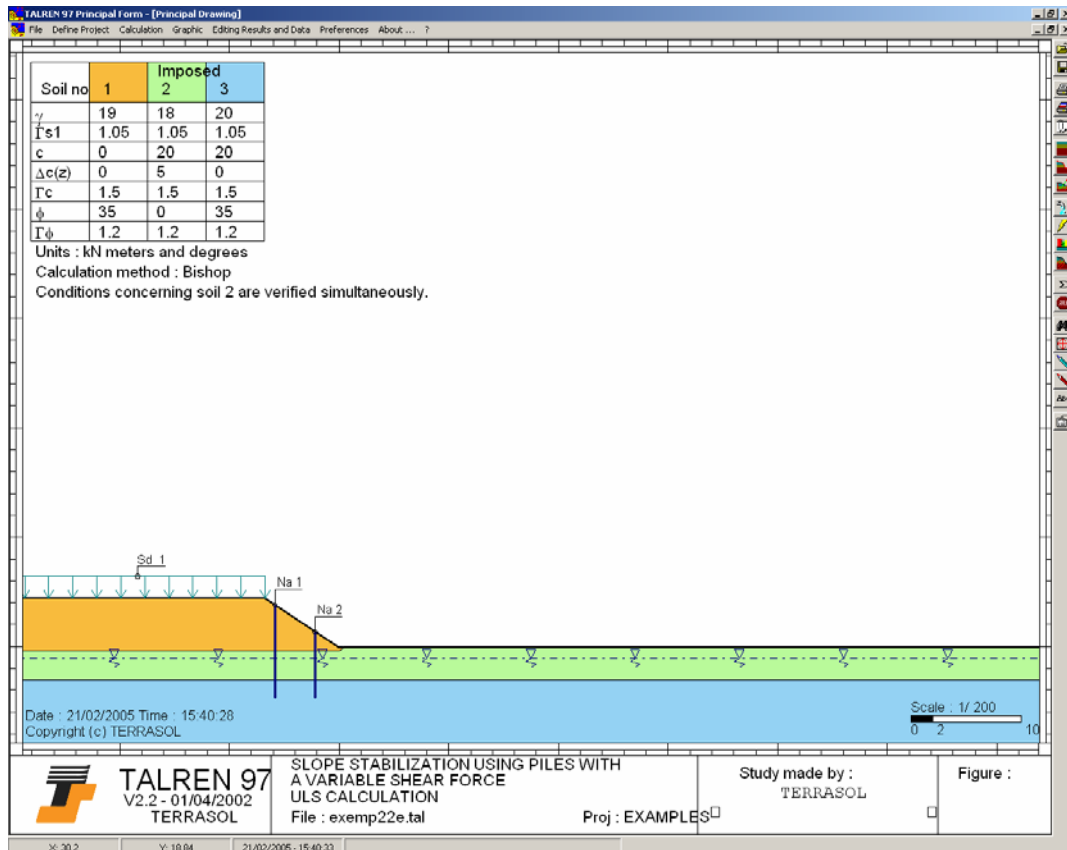 TALREN 97 Principal Form - [Principal Drawing]
File Define Project Calculation Graphic Editing Results and Data Preferences About ... ?
Imposed
Soil no 1 2 3
γ 19 18 20
Γs1 1.05 1.05 1.05
c 0 20 20
Δc(z) 0 5 0
Γc 1.5 1.5 1.5
ϕ 35 0 35
Γϕ 1.2 1.2 1.2
Units : kN meters and degrees
Calculation method : Bishop
Conditions concerning soil 2 are verified simultaneously.
Sd 1
Na 1
Na 2
Date : 21/02/2005 Time : 15:40:28
Copyright (c) TERRASOL
Scale : 1/ 200
0 2 10
TALREN 97
V2.2 - 01/04/2002
TERRASOL
SLOPE STABILIZATION USING PILES WITH
A VARIABLE SHEAR FORCE
ULS CALCULATION
File : exemp22e.tal
Proj : EXAMPLES
Study made by :
TERRASOL
Figure :
X: 30.2 Y: 18.84 21/02/2005 - 15:40:33